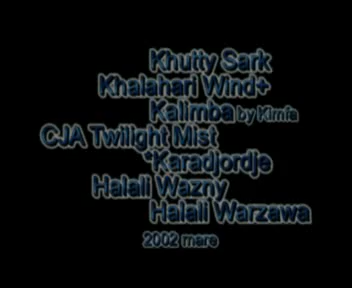 Khutty Sark
Khalahari Wind+
Kalimba by Kimfa
CJA Twilight Mist
*Karadjordje
Halali Wazny
Halali Warzawa
2002 mare